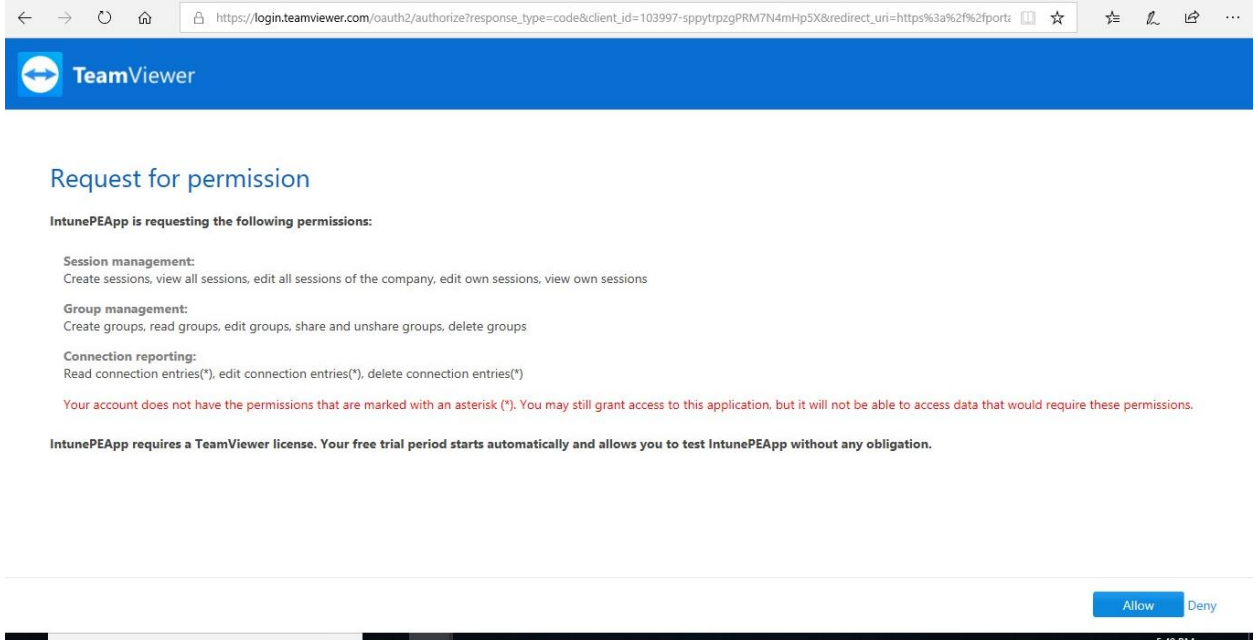 https://login.teamviewer.com/oauth2/authorize?response_type=code&client_id=103997-sppytrpzgPRM7N4mHp5X&redirect_uri=https%3a%2f%2fporta
TeamViewer
Request for permission
IntunePEApp is requesting the following permissions:
Session management:
Create sessions, view all sessions, edit all sessions of the company, edit own sessions, view own sessions
Group management:
Create groups, read groups, edit groups, share and unshare groups, delete groups
Connection reporting:
Read connection entries(*), edit connection entries(*), delete connection entries(*)
Your account does not have the permissions that are marked with an asterisk (*). You may still grant access to this application, but it will not be able to access data that would require these permissions.
IntunePEApp requires a TeamViewer license. Your free trial period starts automatically and allows you to test IntunePEApp without any obligation.
Allow Deny